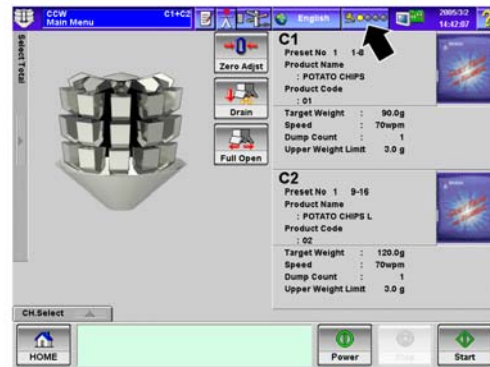 CCW
Main Menu
C1+C2
English
2005/3/2
14:42:07
Select Total
Zero Adjst
Drain
Full Open
C1
Preset No 1 1-8
Product Name
: POTATO CHIPS
Product Code
: 01
Target Weight : 90.0g
Speed : 70wpm
Dump Count : 1
Upper Weight Limit 3.0 g
C2
Preset No 1 9-16
Product Name
: POTATO CHIPS L
Product Code
: 02
Target Weight : 120.0g
Speed : 70wpm
Dump Count : 1
Upper Weight Limit 3.0 g
CH.Select
HOME
Power
Stop
Start